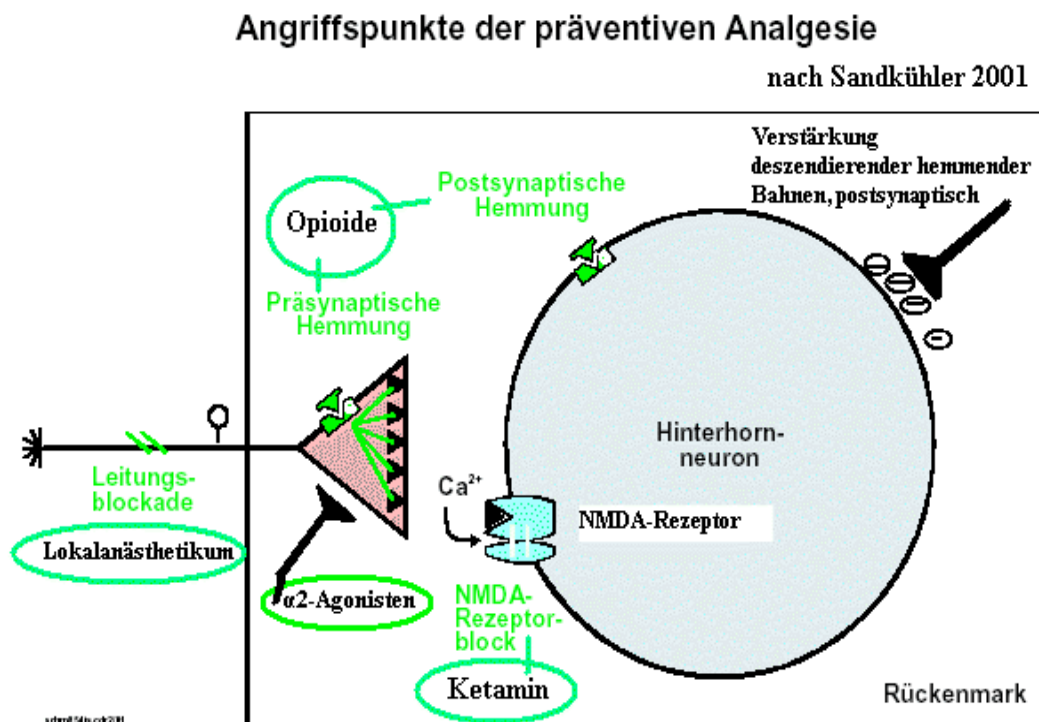 Angriffspunkte der präventiven Analgesie
nach Sandkühler 2001
Verstärkung
deszendierender hemmender
Bahnen, postsynaptisch
Postsynaptische
Hemmung
Opioide
Präsynaptische
Hemmung
Leitungs-
blockade
Lokalanästhetikum
α2-Agonisten
Ca²⁺
NMDA-Rezeptor
Hinterhorn-
neuron
NMDA-
Rezeptor-
block
Ketamin
Rückenmark